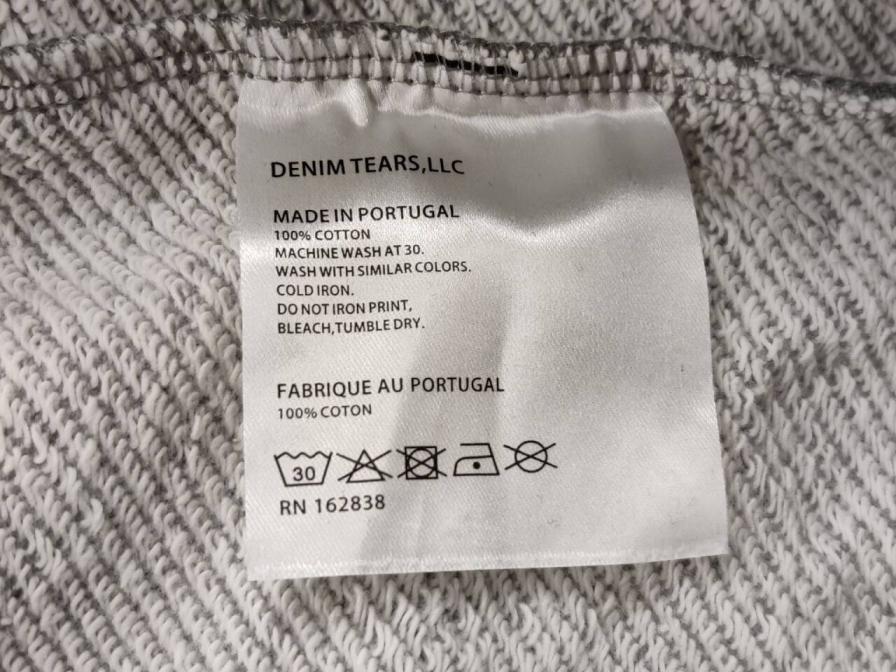 DENIM TEARS,LLC
MADE IN PORTUGAL
100% COTTON
MACHINE WASH AT 30.
WASH WITH SIMILAR COLORS.
COLD IRON.
DO NOT IRON PRINT,
BLEACH,TUMBLE DRY.
FABRIQUE AU PORTUGAL
100% COTON
30
RN 162838